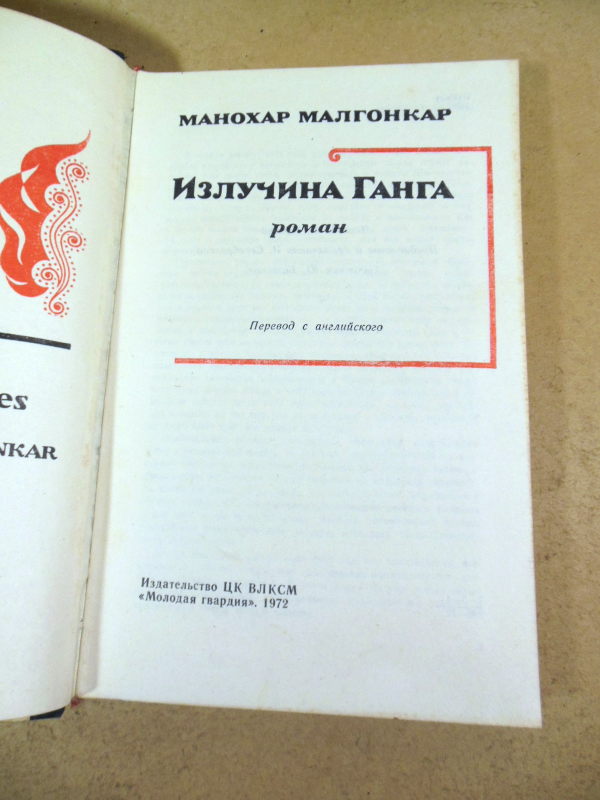 es
NKAR
МАНОХАР МАЛГОНКАР
ИЗЛУЧИНА ГАНГА
роман
Перевод с английского
Издательство ЦК ВЛКСМ
«Молодая гвардия», 1972